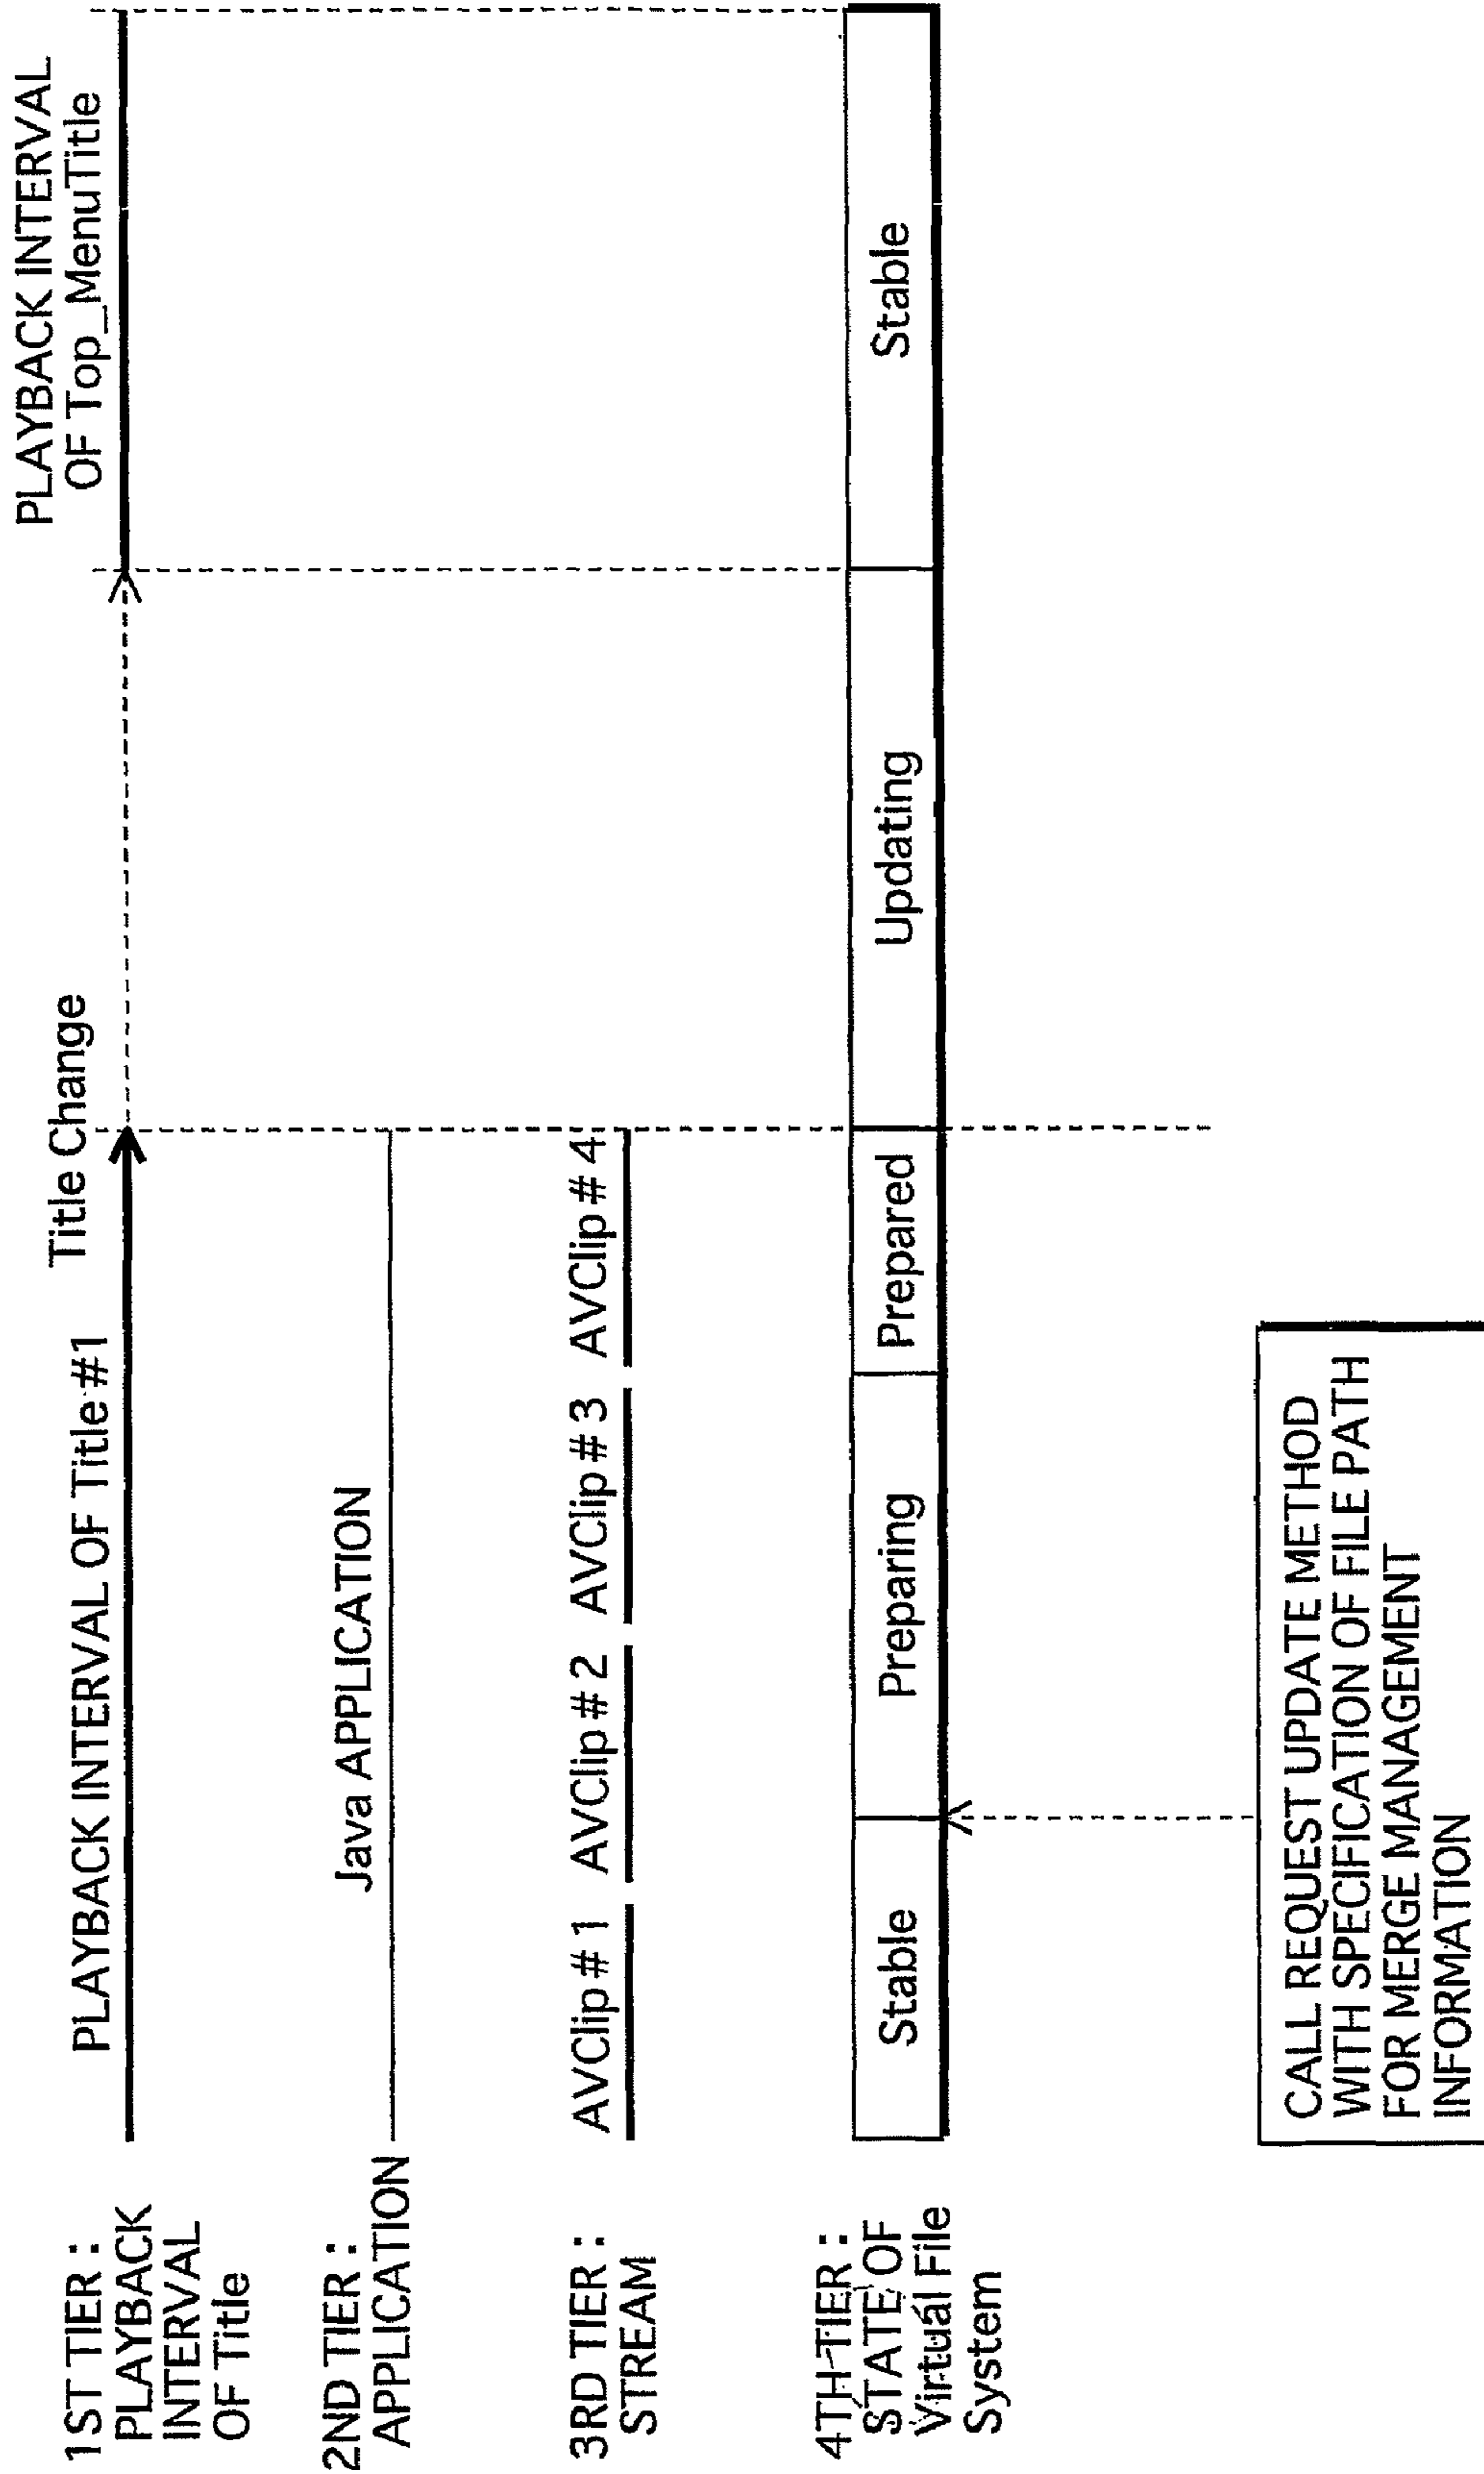 1ST TIER :
PLAYBACK
INTERVAL
OF Title
PLAYBACK INTERVAL OF Title #1
Title Change
PLAYBACK INTERVAL
OF Top_MenuTitle
2ND TIER :
APPLICATION
Java APPLICATION
3RD TIER :
STREAM
AVClip # 1
AVClip # 2
AVClip # 3
AVClip # 4
4TH TIER :
STATE OF
Virtual File
System
Stable
Preparing
Prepared
Updating
Stable
CALL REQUEST UPDATE METHOD
WITH SPECIFICATION OF FILE PATH
FOR MERGE MANAGEMENT
INFORMATION